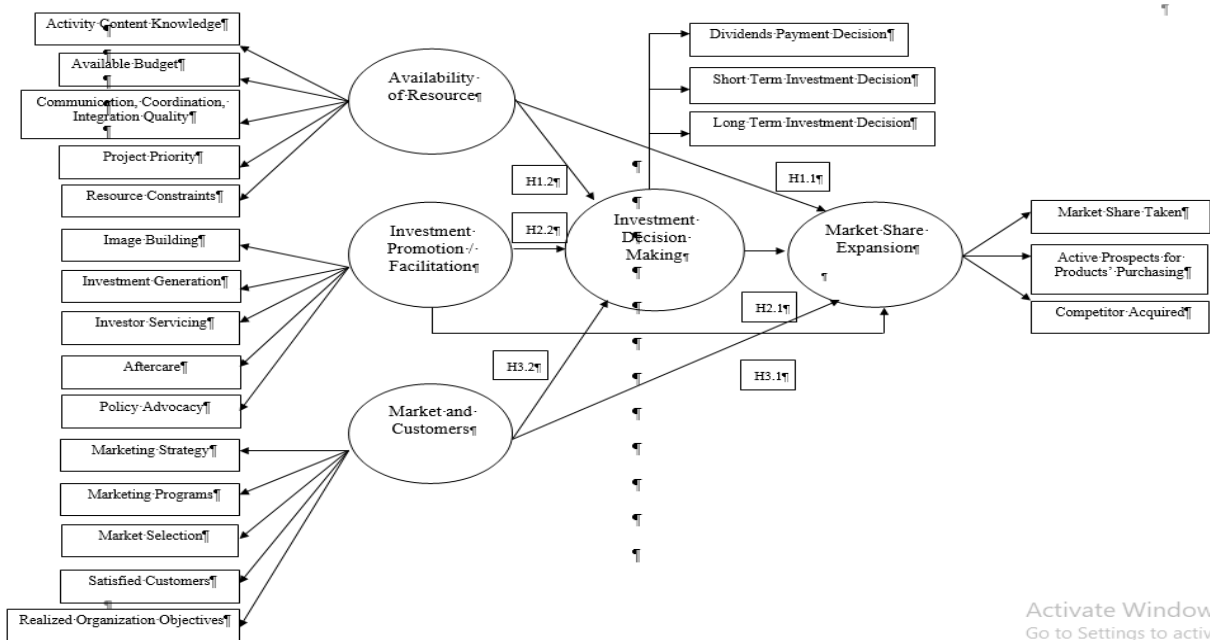 Activity Content Knowledge¶
Available Budget¶
Communication, Coordination,
Integration Quality¶
Project Priority¶
Resource Constraints¶
Image Building¶
Investment Generation¶
Investor Servicing¶
Aftercare¶
Policy Advocacy¶
Marketing Strategy¶
Marketing Programs¶
Market Selection¶
Satisfied Customers¶
Realized Organization Objectives¶
Availability
of Resource¶
Investment
Promotion /
Facilitation¶
Market and
Customers¶
H1.2¶
H2.2¶
H3.2¶
Investment
Decision
Making¶
Dividends Payment Decision¶
Short Term Investment Decision¶
Long Term Investment Decision¶
H1.1¶
H2.1¶
H3.1¶
Market Share
Expansion¶
Market Share Taken¶
Active Prospects for
Products’ Purchasing¶
Competitor Acquired¶
Activate Window
Go to Settings to activ